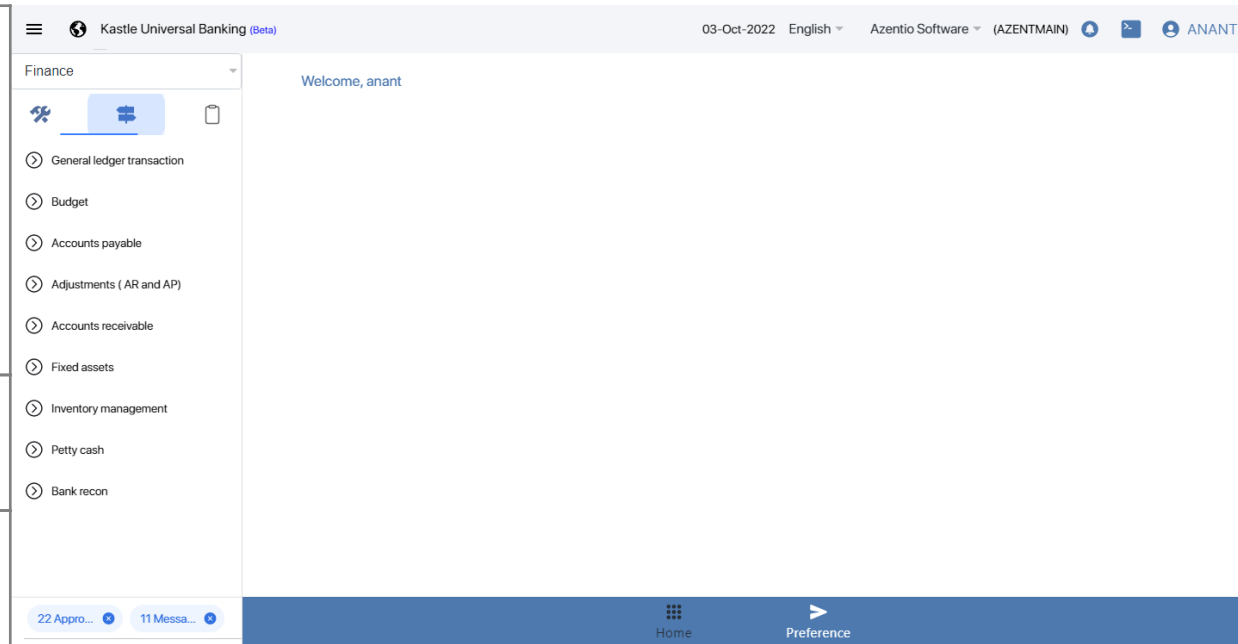 Kastle Universal Banking (Beta) 03-Oct-2022 English Azentio Software (AZENTMAIN) ANANT
Finance
Welcome, anant
General ledger transaction
Budget
Accounts payable
Adjustments ( AR and AP)
Accounts receivable
Fixed assets
Inventory management
Petty cash
Bank recon
22 Appro... 11 Messa...
Home Preference